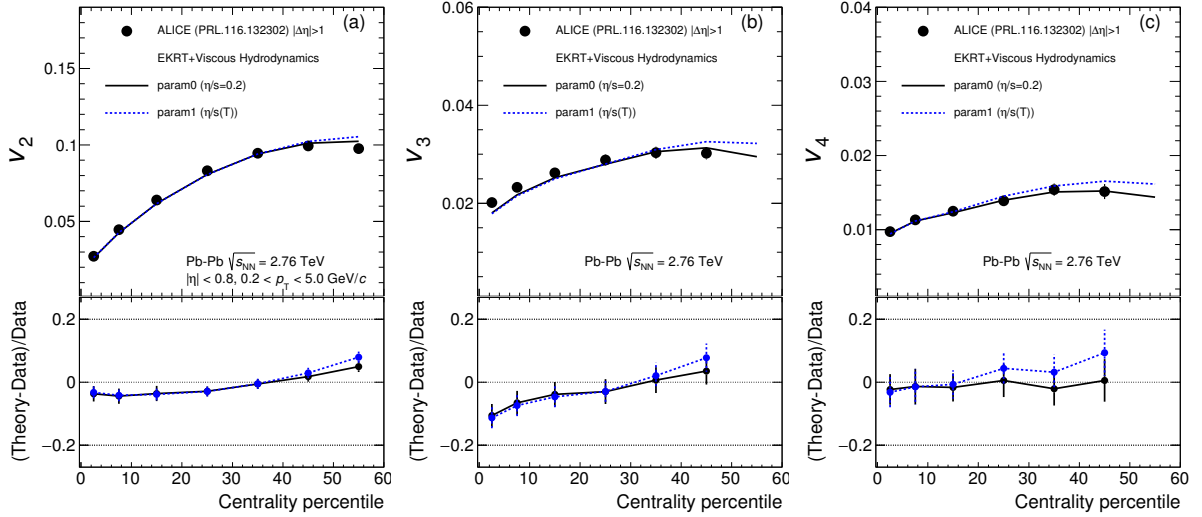 (a)
ALICE (PRL.116.132302) |Δη|>1
EKRT+Viscous Hydrodynamics
param0 (η/s=0.2)
param1 (η/s(T))
v2
0.15
0.1
0.05
Pb-Pb √sNN = 2.76 TeV
|η| < 0.8, 0.2 < pT < 5.0 GeV/c
(Theory-Data)/Data
0.2
0
−0.2
0 10 20 30 40 50 60
Centrality percentile
(b)
ALICE (PRL.116.132302) |Δη|>1
EKRT+Viscous Hydrodynamics
param0 (η/s=0.2)
param1 (η/s(T))
v3
0.06
0.04
0.02
Pb-Pb √sNN = 2.76 TeV
(Theory-Data)/Data
0.2
0
−0.2
0 10 20 30 40 50 60
Centrality percentile
(c)
ALICE (PRL.116.132302) |Δη|>1
EKRT+Viscous Hydrodynamics
param0 (η/s=0.2)
param1 (η/s(T))
v4
0.04
0.03
0.02
0.01
Pb-Pb √sNN = 2.76 TeV
(Theory-Data)/Data
0.2
0
−0.2
0 10 20 30 40 50 60
Centrality percentile